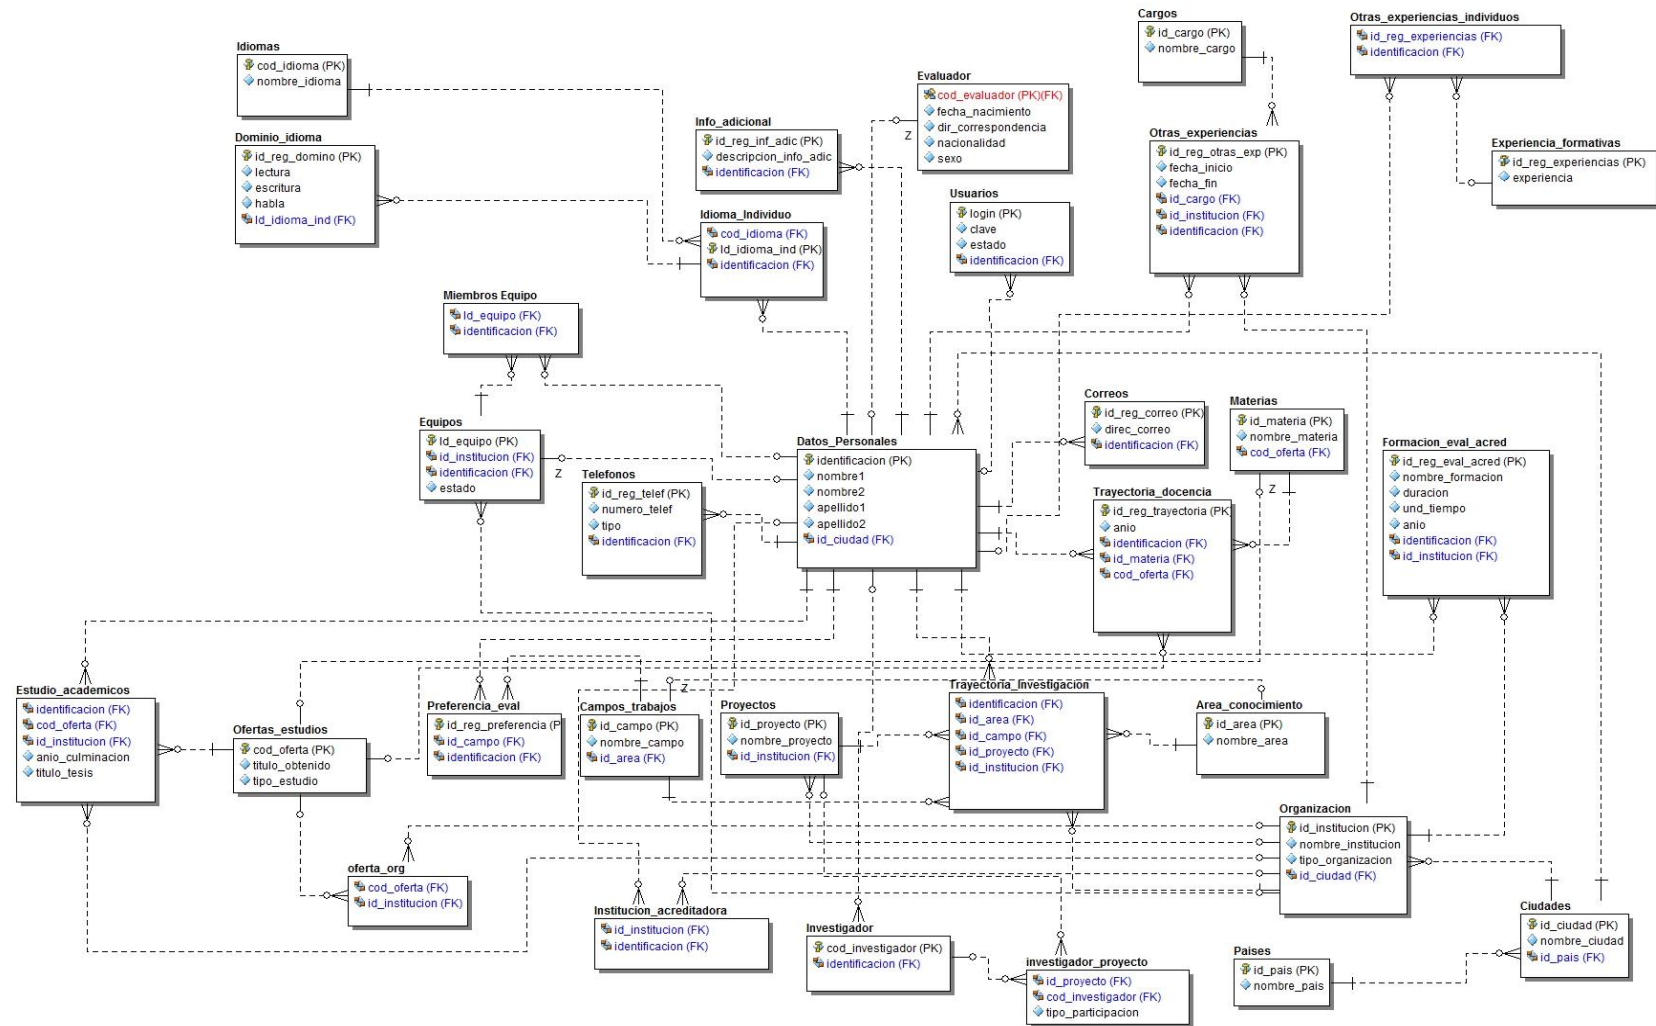 Idiomas
cod_idioma (PK)
nombre_idioma
Dominio_idioma
id_reg_domino (PK)
lectura
escritura
habla
Id_idioma_ind (FK)
Info_adicional
id_reg_inf_adic (PK)
descripcion_info_adic
identificacion (FK)
Idioma_Individuo
cod_idioma (FK)
Id_idioma_ind (PK)
identificacion (FK)
Evaluador
cod_evaluador (PK)(FK)
fecha_nacimiento
dir_correspondencia
nacionalidad
sexo
Z
Usuarios
login (PK)
clave
estado
identificacion (FK)
Cargos
id_cargo (PK)
nombre_cargo
Otras_experiencias
id_reg_otras_exp (PK)
fecha_inicio
fecha_fin
id_cargo (FK)
id_institucion (FK)
identificacion (FK)
Otras_experiencias_individuos
id_reg_experiencias (FK)
identificacion (FK)
Experiencia_formativas
id_reg_experiencias (PK)
experiencia
Miembros Equipo
Id_equipo (FK)
identificacion (FK)
Equipos
Id_equipo (PK)
id_institucion (FK)
identificacion (FK)
estado
Z
Telefonos
id_reg_telef (PK)
numero_telef
tipo
identificacion (FK)
Datos_Personales
identificacion (PK)
nombre1
nombre2
apellido1
apellido2
id_ciudad (FK)
Correos
id_reg_correo (PK)
direc_correo
identificacion (FK)
Materias
id_materia (PK)
nombre_materia
cod_oferta (FK)
Z
Trayectoria_docencia
id_reg_trayectoria (PK)
anio
identificacion (FK)
id_materia (FK)
cod_oferta (FK)
Formacion_eval_acred
id_reg_eval_acred (PK)
nombre_formacion
duracion
und_tiempo
anio
identificacion (FK)
id_institucion (FK)
Estudio_academicos
identificacion (FK)
cod_oferta (FK)
id_institucion (FK)
anio_culminacion
titulo_tesis
Ofertas_estudios
cod_oferta (PK)
titulo_obtenido
tipo_estudio
Preferencia_eval
id_reg_preferencia (P
id_campo (FK)
identificacion (FK)
Campos_trabajos
id_campo (PK)
nombre_campo
id_area (FK)
Z
Proyectos
id_proyecto (PK)
nombre_proyecto
id_institucion (FK)
Trayectoria_Investigacion
identificacion (FK)
id_area (FK)
id_campo (FK)
id_proyecto (FK)
id_institucion (FK)
Area_conocimiento
id_area (PK)
nombre_area
oferta_org
cod_oferta (FK)
id_institucion (FK)
Institucion_acreditadora
id_institucion (FK)
identificacion (FK)
Investigador
cod_investigador (PK)
identificacion (FK)
investigador_proyecto
id_proyecto (FK)
cod_investigador (FK)
tipo_participacion
Organizacion
id_institucion (PK)
nombre_institucion
tipo_organizacion
id_ciudad (FK)
Paises
id_pais (PK)
nombre_pais
Ciudades
id_ciudad (PK)
nombre_ciudad
id_pais (FK)